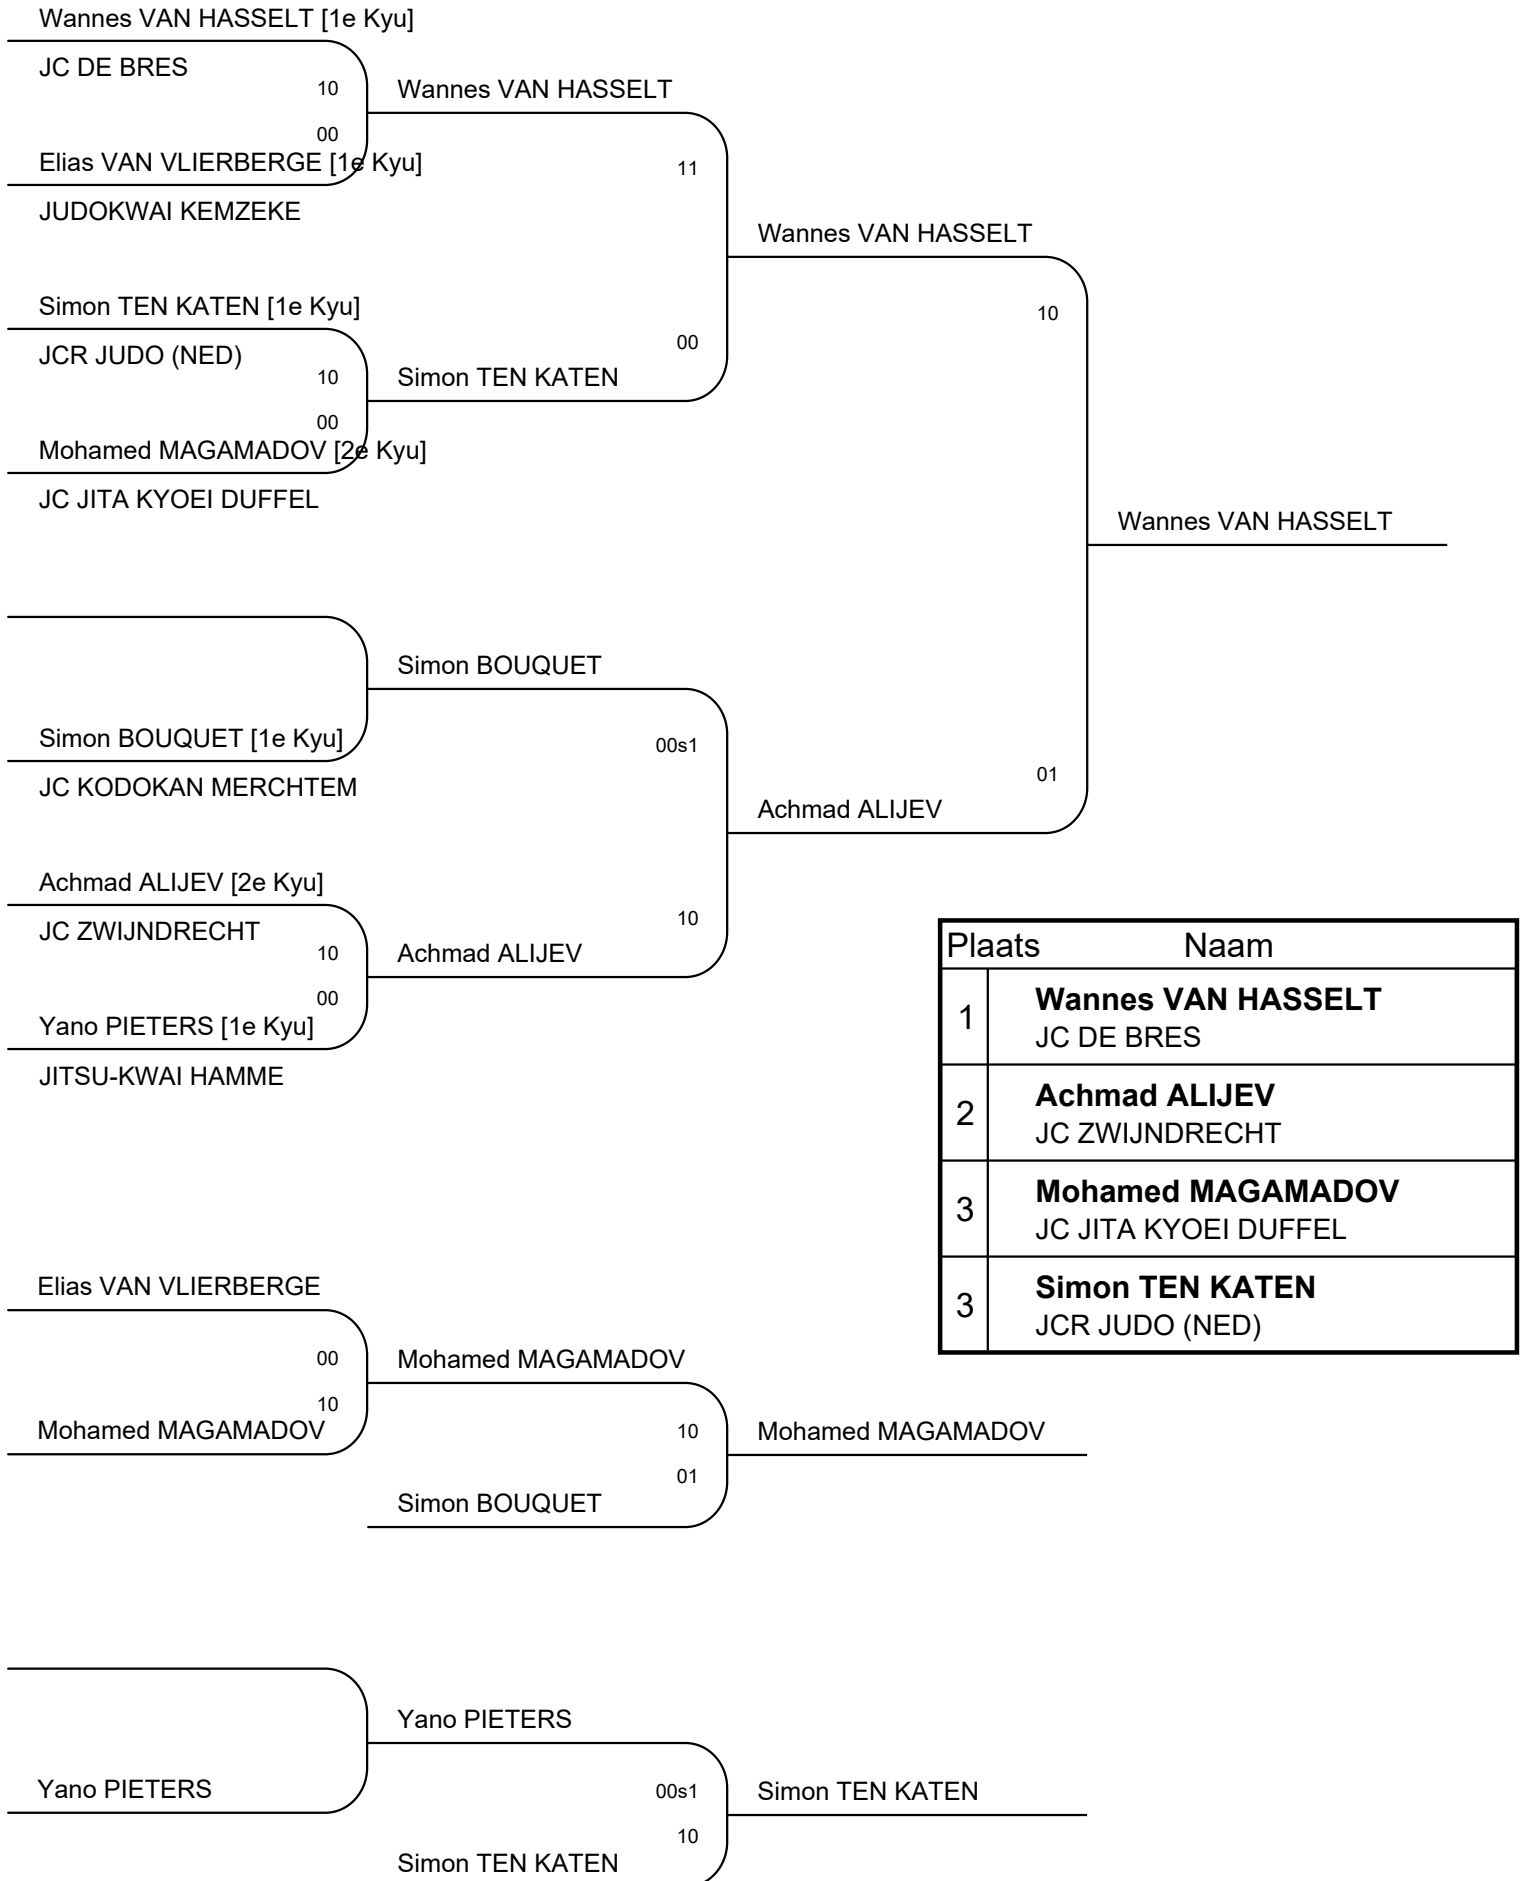 Wannes VAN HASSELT [1e Kyu]
JC DE BRES
10
Wannes VAN HASSELT
00
Elias VAN VLIERBERGE [1e Kyu]
11
JUDOKWAI KEMZEKE
Wannes VAN HASSELT
Simon TEN KATEN [1e Kyu]
10
JCR JUDO (NED)
00
10
Simon TEN KATEN
00
Mohamed MAGAMADOV [2e Kyu]
JC JITA KYOEI DUFFEL
Wannes VAN HASSELT
Simon BOUQUET
Simon BOUQUET [1e Kyu]
00s1
JC KODOKAN MERCHTEM
01
Achmad ALIJEV
Achmad ALIJEV [2e Kyu]
10
JC ZWIJNDRECHT
10
Achmad ALIJEV
00
Yano PIETERS [1e Kyu]
JITSU-KWAI HAMME
Plaats Naam
1 Wannes VAN HASSELT
JC DE BRES
2 Achmad ALIJEV
JC ZWIJNDRECHT
3 Mohamed MAGAMADOV
JC JITA KYOEI DUFFEL
3 Simon TEN KATEN
JCR JUDO (NED)
Elias VAN VLIERBERGE
00
Mohamed MAGAMADOV
10
Mohamed MAGAMADOV
10
Mohamed MAGAMADOV
01
Simon BOUQUET
Yano PIETERS
Yano PIETERS
00s1
Simon TEN KATEN
10
Simon TEN KATEN